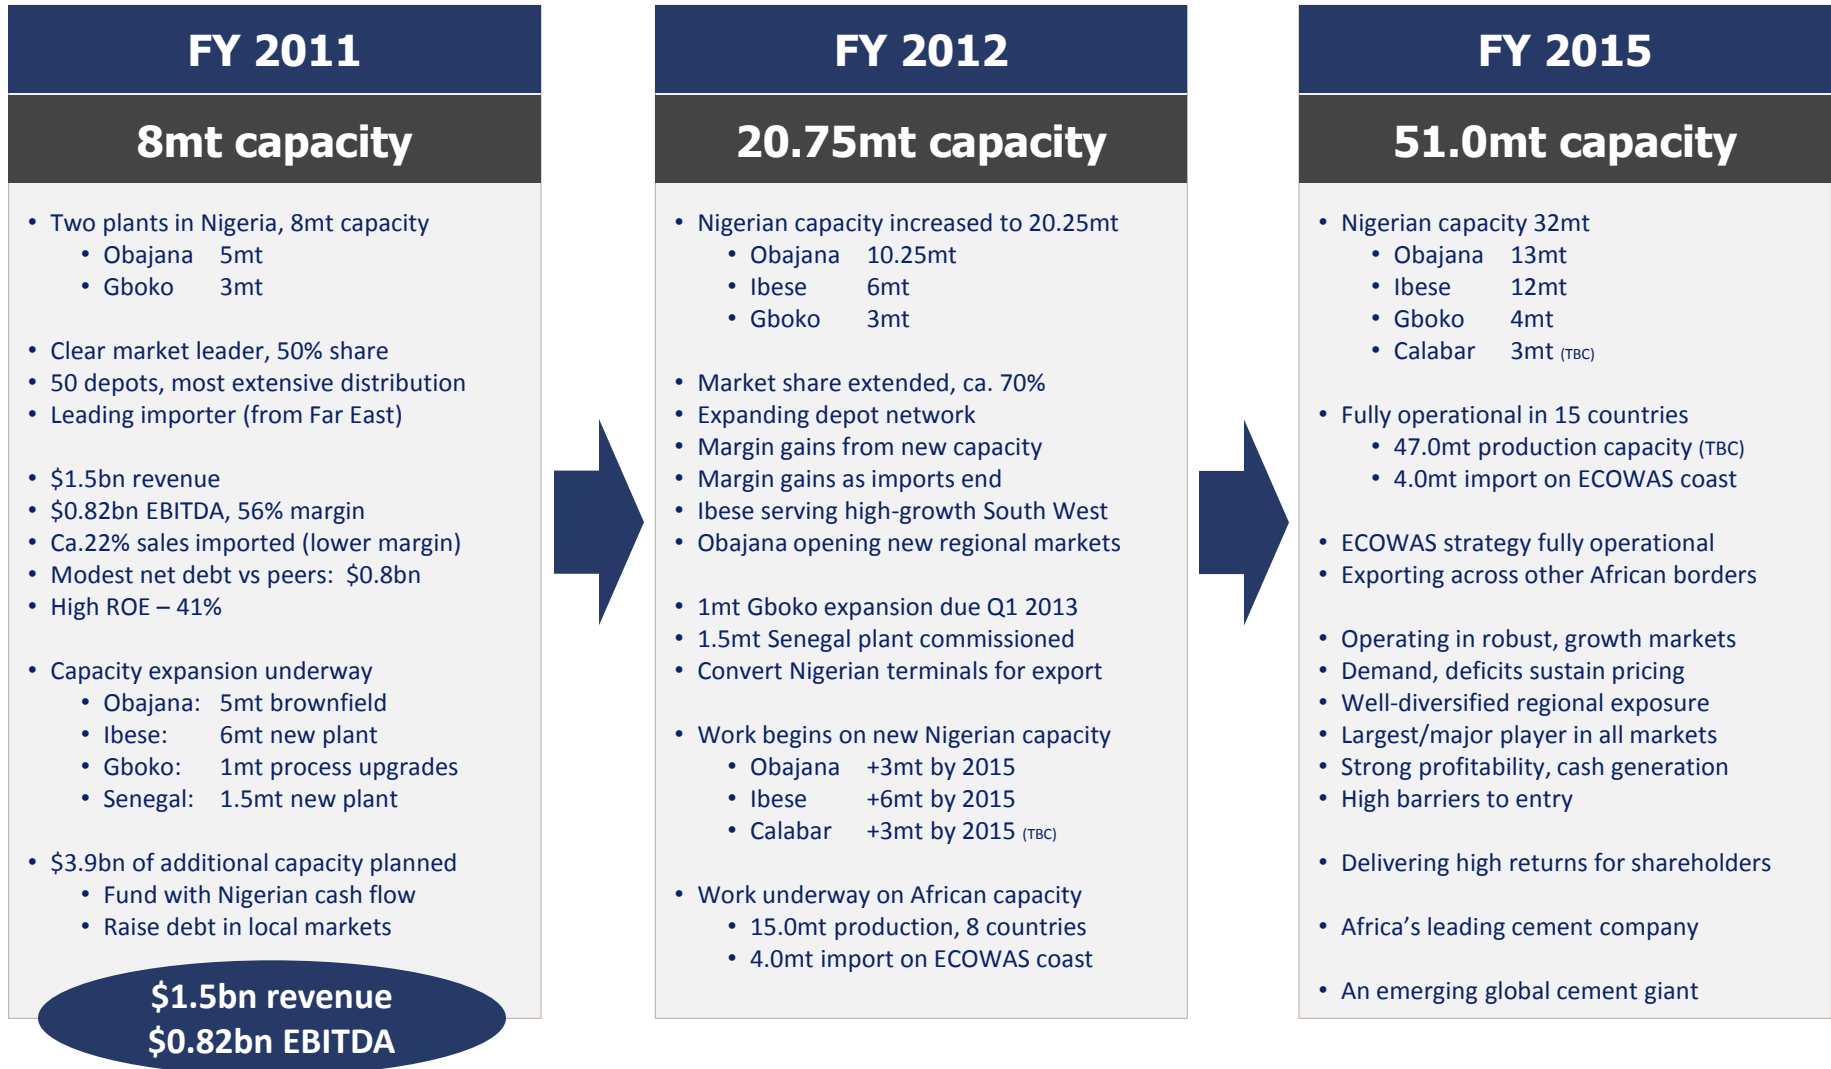 FY 2011
8mt capacity
• Two plants in Nigeria, 8mt capacity
• Obajana 5mt
• Gboko 3mt
• Clear market leader, 50% share
• 50 depots, most extensive distribution
• Leading importer (from Far East)
• $1.5bn revenue
• $0.82bn EBITDA, 56% margin
• Ca.22% sales imported (lower margin)
• Modest net debt vs peers: $0.8bn
• High ROE – 41%
• Capacity expansion underway
• Obajana: 5mt brownfield
• Ibese: 6mt new plant
• Gboko: 1mt process upgrades
• Senegal: 1.5mt new plant
• $3.9bn of additional capacity planned
• Fund with Nigerian cash flow
• Raise debt in local markets
$1.5bn revenue
$0.82bn EBITDA
FY 2012
20.75mt capacity
• Nigerian capacity increased to 20.25mt
• Obajana 10.25mt
• Ibese 6mt
• Gboko 3mt
• Market share extended, ca. 70%
• Expanding depot network
• Margin gains from new capacity
• Margin gains as imports end
• Ibese serving high-growth South West
• Obajana opening new regional markets
• 1mt Gboko expansion due Q1 2013
• 1.5mt Senegal plant commissioned
• Convert Nigerian terminals for export
• Work begins on new Nigerian capacity
• Obajana +3mt by 2015
• Ibese +6mt by 2015
• Calabar +3mt by 2015 (TBC)
• Work underway on African capacity
• 15.0mt production, 8 countries
• 4.0mt import on ECOWAS coast
FY 2015
51.0mt capacity
• Nigerian capacity 32mt
• Obajana 13mt
• Ibese 12mt
• Gboko 4mt
• Calabar 3mt (TBC)
• Fully operational in 15 countries
• 47.0mt production capacity (TBC)
• 4.0mt import on ECOWAS coast
• ECOWAS strategy fully operational
• Exporting across other African borders
• Operating in robust, growth markets
• Demand, deficits sustain pricing
• Well-diversified regional exposure
• Largest/major player in all markets
• Strong profitability, cash generation
• High barriers to entry
• Delivering high returns for shareholders
• Africa's leading cement company
• An emerging global cement giant